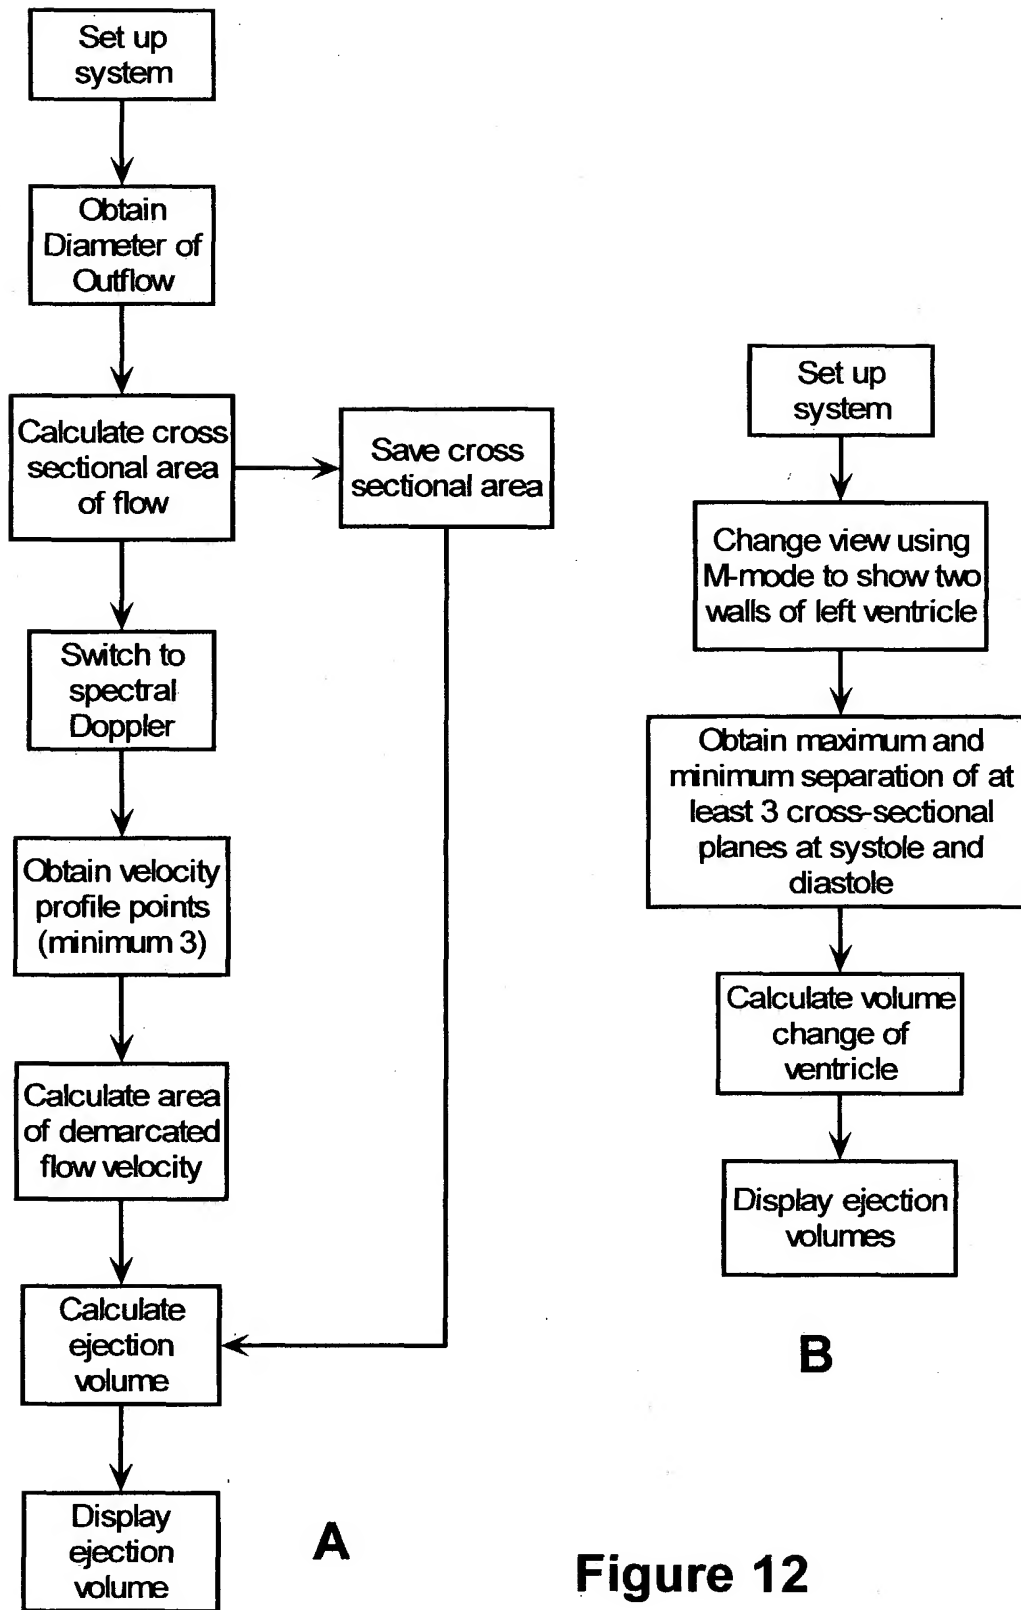 Set up
system
Obtain
Diameter of
Outflow
Calculate cross
sectional area
of flow
Save cross
sectional area
Switch to
spectral
Doppler
Obtain velocity
profile points
(minimum 3)
Calculate area
of demarcated
flow velocity
Calculate
ejection
volume
Display
ejection
volume
A
Set up
system
Change view using
M-mode to show two
walls of left ventricle
Obtain maximum and
minimum separation of at
least 3 cross-sectional
planes at systole and
diastole
Calculate volume
change of
ventricle
Display ejection
volumes
B
Figure 12